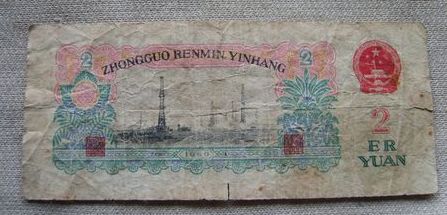 2 ZHONGGUO RENMIN YINHANG 2
2
ER
YUAN
1960